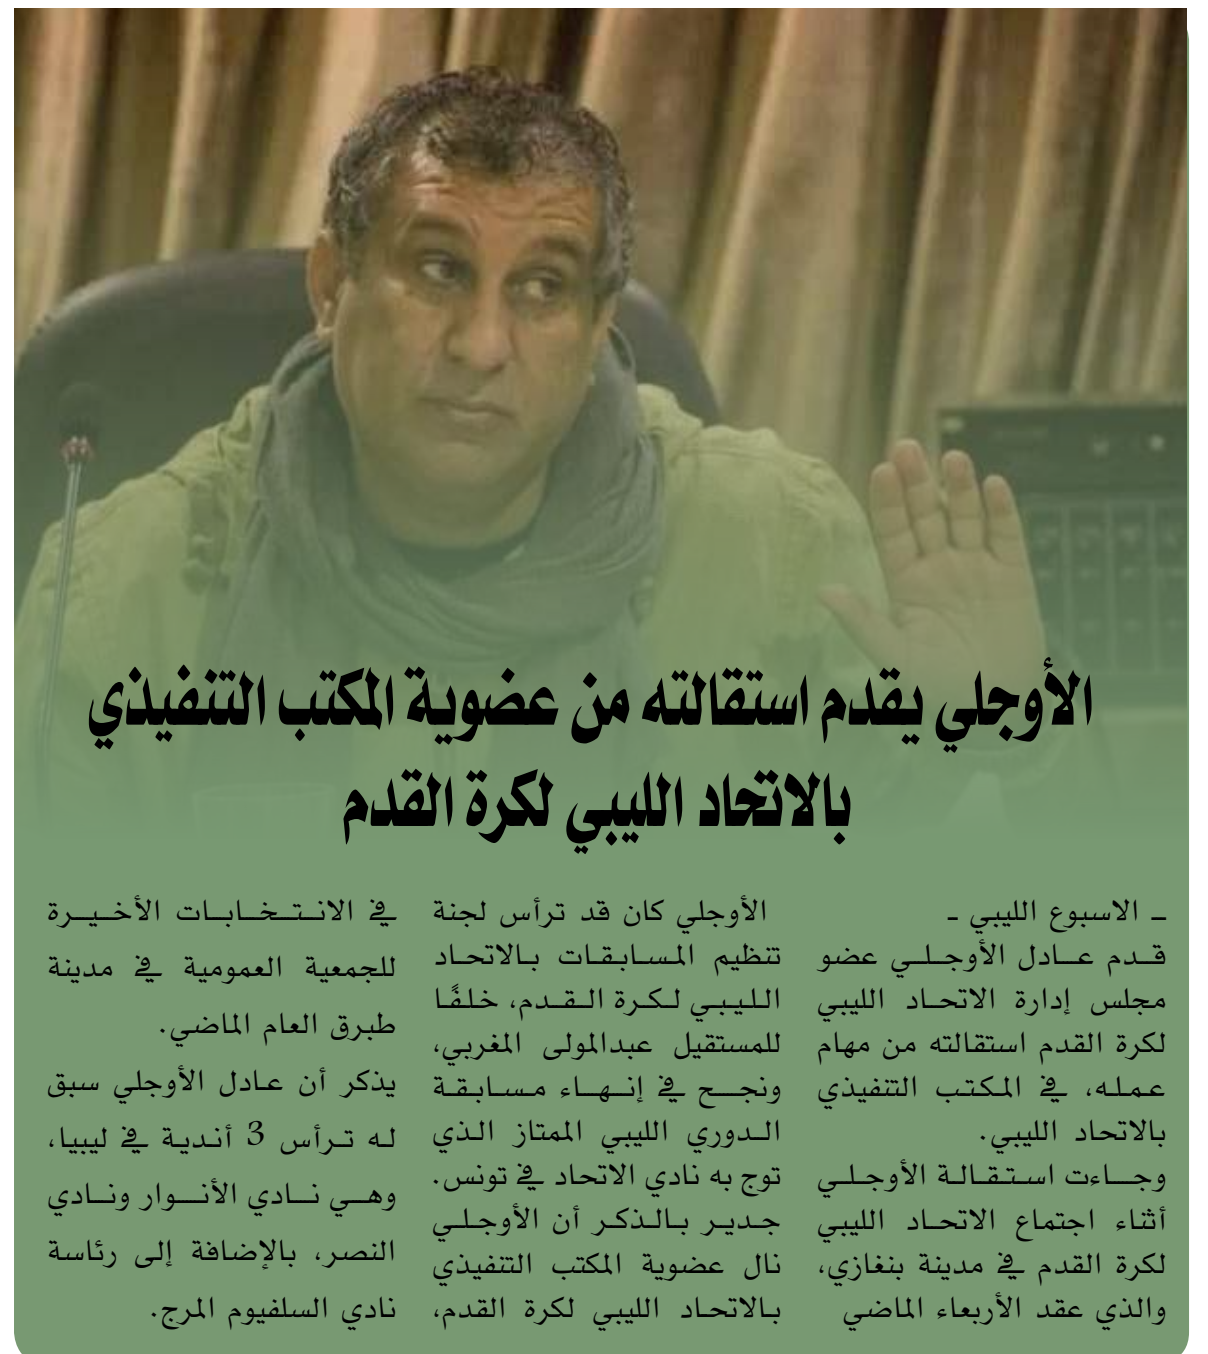 الأوجلي يقدم استقالته من عضوية المكتب التنفيذي
بالاتحاد الليبي لكرة القدم
ـ الاسبوع الليبي ـ
قدم عادل الأوجلي عضو
مجلس إدارة الاتحاد الليبي
لكرة القدم استقالته من مهام
عمله، في المكتب التنفيذي
بالاتحاد الليبي.
وجاءت استقالة الأوجلي
أثناء اجتماع الاتحاد الليبي
لكرة القدم في مدينة بنغازي،
والذي عقد الأربعاء الماضي
الأوجلي كان قد ترأس لجنة
تنظيم المسابقات بالاتحاد
الليبي لكرة القدم، خلفًا
للمستقيل عبدالمولى المغربي،
ونجح في إنهاء مسابقة
الدوري الليبي الممتاز الذي
توج به نادي الاتحاد في تونس.
جدير بالذكر أن الأوجلي
نال عضوية المكتب التنفيذي
بالاتحاد الليبي لكرة القدم،
في الانتخابات الأخيرة
للجمعية العمومية في مدينة
طبرق العام الماضي.
يذكر أن عادل الأوجلي سبق
له ترأس 3 أندية في ليبيا،
وهي نادي الأنوار ونادي
النصر، بالإضافة إلى رئاسة
نادي السلفيوم المرج.